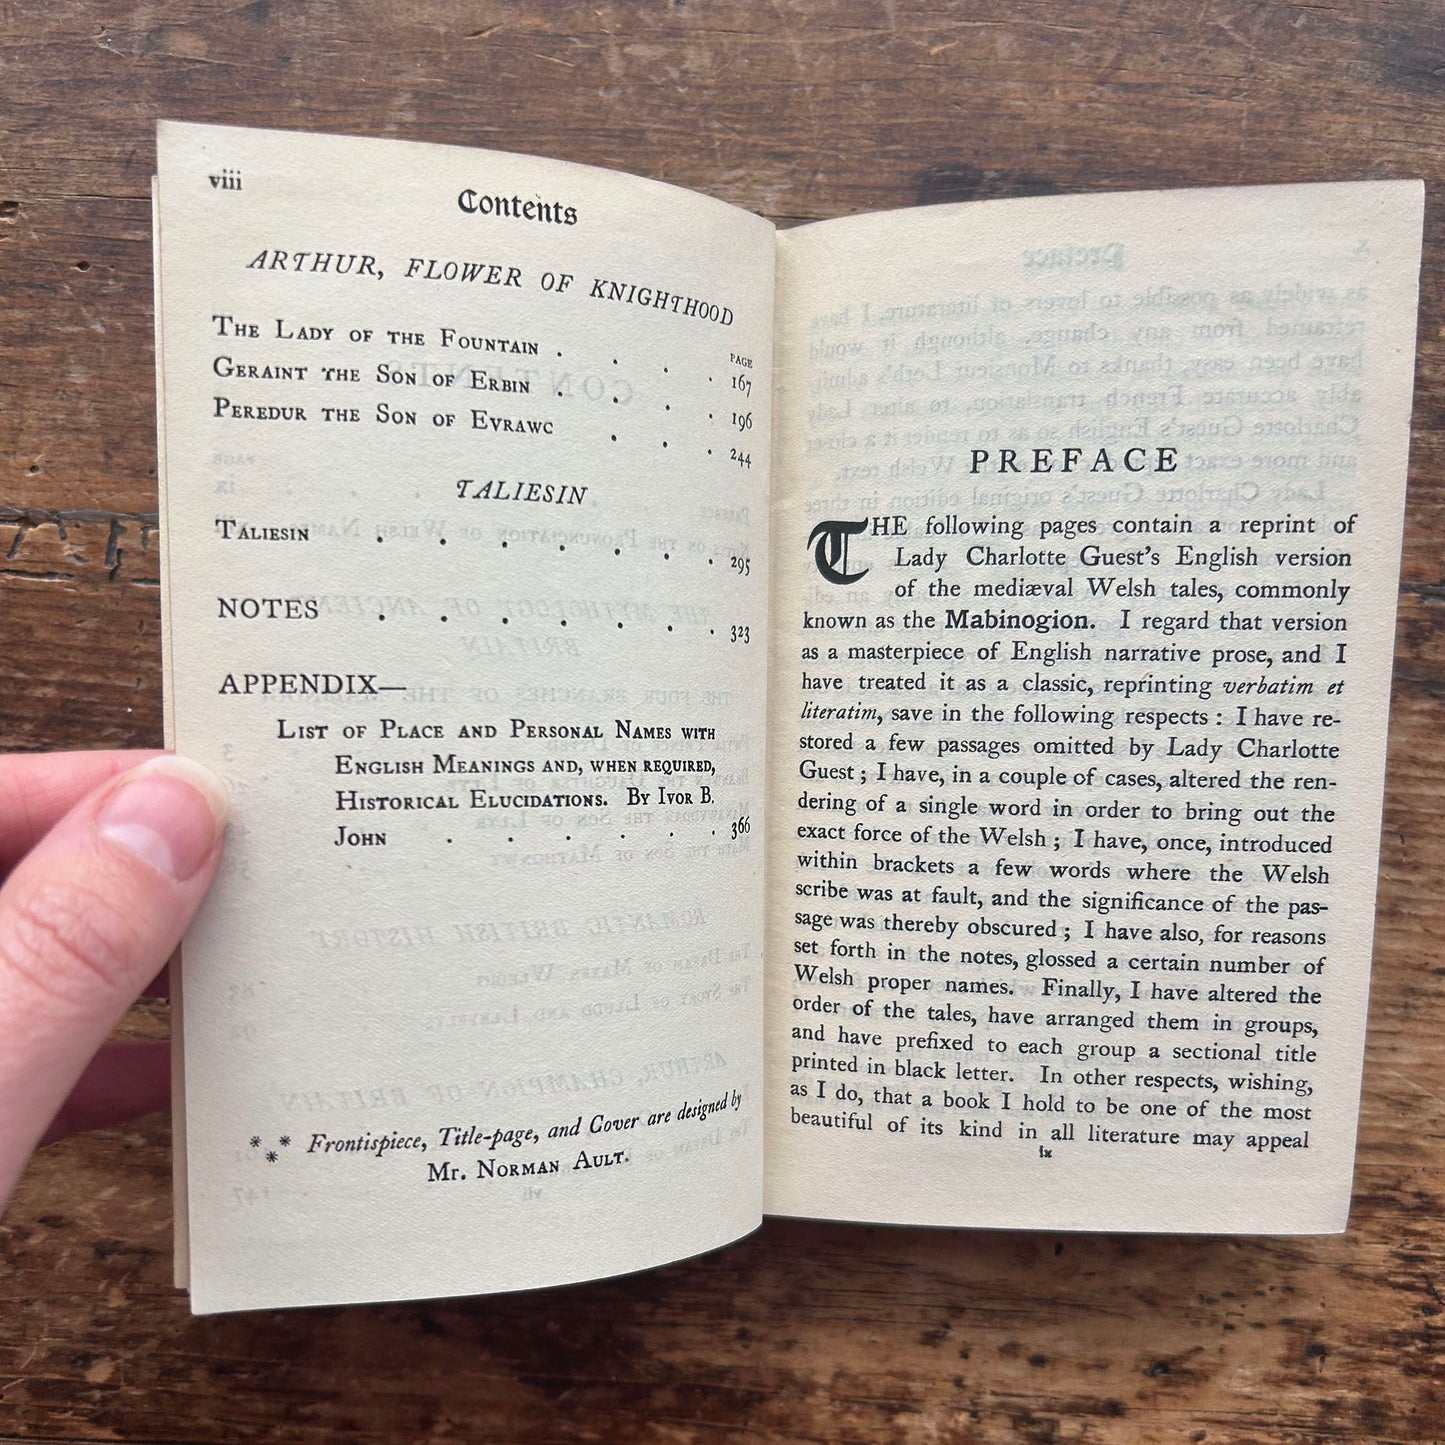 viii
Contents
ARTHUR, FLOWER OF KNIGHTHOOD
PAGE
THE LADY OF THE FOUNTAIN . . . . 167
GERAINT THE SON OF ERBIN . . . . 196
PEREDUR THE SON OF EVRAWC . . . 244
TALIESIN
TALIESIN . . . . . . . 295
NOTES . . . . . . . 323
APPENDIX—
LIST OF PLACE AND PERSONAL NAMES WITH
ENGLISH MEANINGS AND, WHEN REQUIRED,
HISTORICAL ELUCIDATIONS. BY IVOR B.
JOHN . . . . . . 366
*** Frontispiece, Title-page, and Cover are designed by
Mr. NORMAN AULT.
PREFACE
THE following pages contain a reprint of
Lady Charlotte Guest's English version
of the mediæval Welsh tales, commonly
known as the Mabinogion. I regard that version
as a masterpiece of English narrative prose, and I
have treated it as a classic, reprinting verbatim et
literatim, save in the following respects : I have re-
stored a few passages omitted by Lady Charlotte
Guest ; I have, in a couple of cases, altered the ren-
dering of a single word in order to bring out the
exact force of the Welsh ; I have, once, introduced
within brackets a few words where the Welsh
scribe was at fault, and the significance of the pas-
sage was thereby obscured ; I have also, for reasons
set forth in the notes, glossed a certain number of
Welsh proper names. Finally, I have altered the
order of the tales, have arranged them in groups,
and have prefixed to each group a sectional title
printed in black letter. In other respects, wishing,
as I do, that a book I hold to be one of the most
beautiful of its kind in all literature may appeal
ix